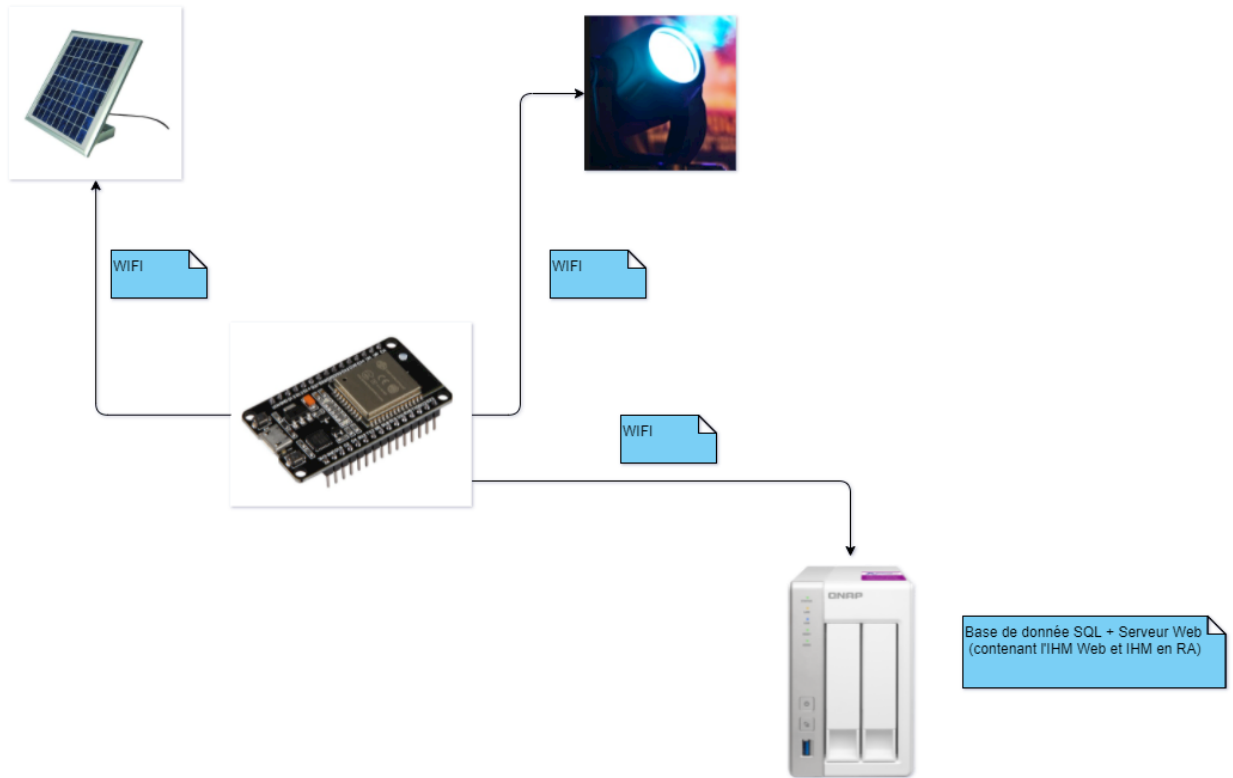 WIFI
WIFI
WIFI
QNAP
Base de donnée SQL + Serveur Web
(contenant l'IHM Web et IHM en RA)